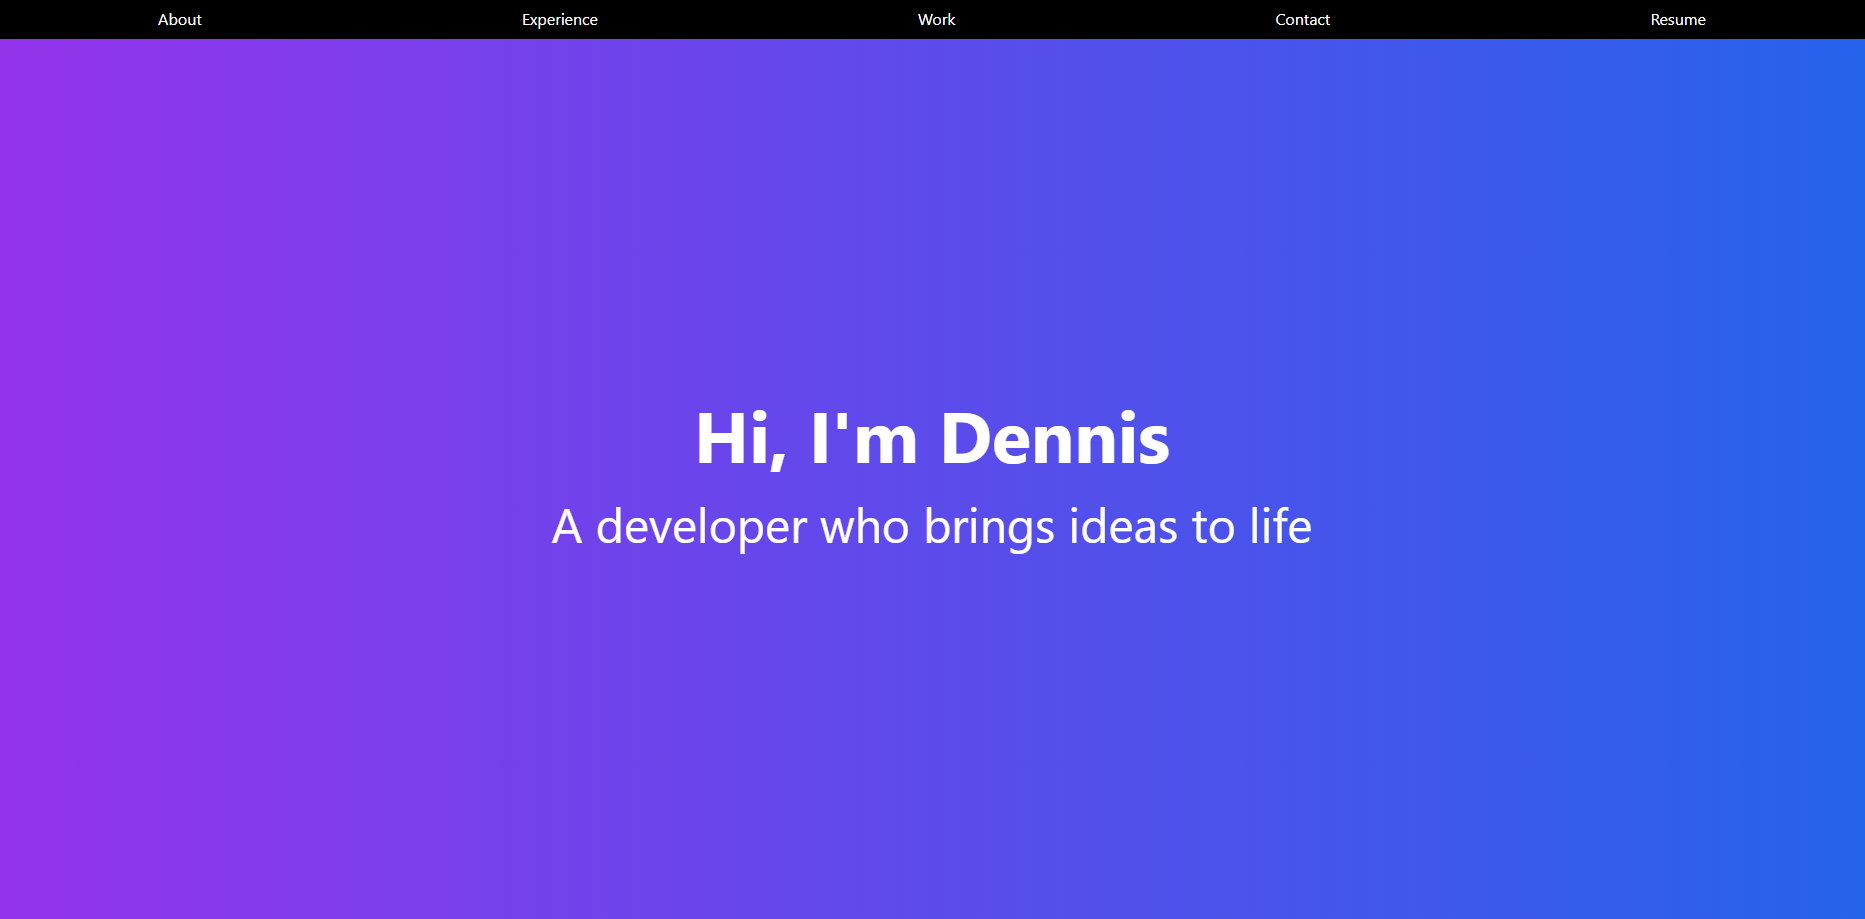 About Experience Work Contact Resume
Hi, I'm Dennis
A developer who brings ideas to life